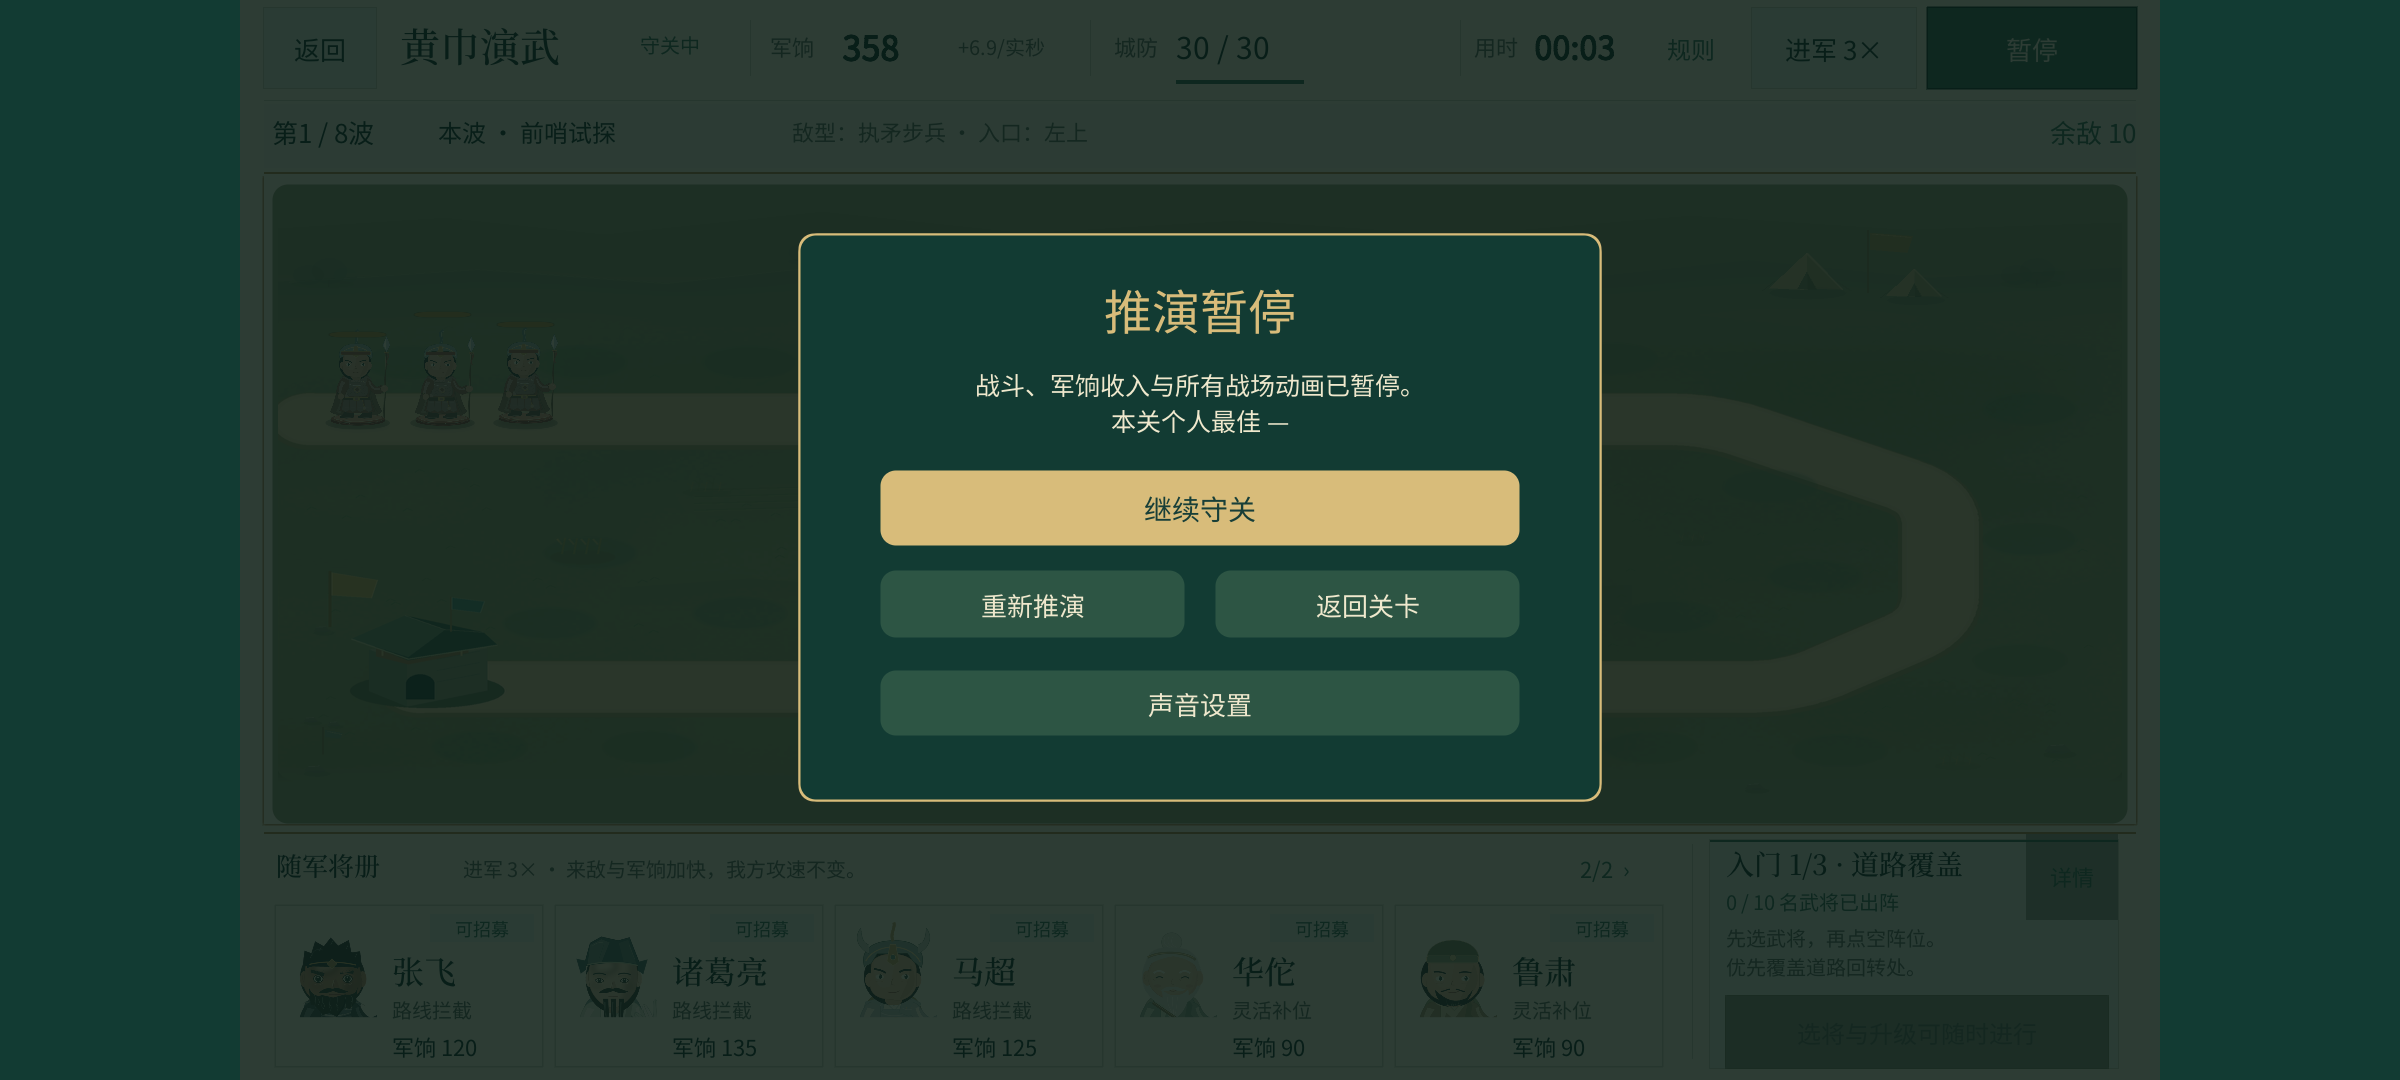 返回
黄巾演武
守关中
军饷 358 +6.9/实秒
城防 30 / 30
用时 00:03
规则
进军 3×
暂停
第1 / 8波
本波 · 前哨试探
敌型：执矛步兵 · 入口：左上
余敌 10
推演暂停
战斗、军饷收入与所有战场动画已暂停。
本关个人最佳 —
继续守关
重新推演
返回关卡
声音设置
随军将册
进军 3× · 来敌与军饷加快，我方攻速不变。
2/2 ›
可招募
张飞
路线拦截
军饷 120
可招募
诸葛亮
路线拦截
军饷 135
可招募
马超
路线拦截
军饷 125
可招募
华佗
灵活补位
军饷 90
可招募
鲁肃
灵活补位
军饷 90
入门 1/3 · 道路覆盖
详情
0 / 10 名武将已出阵
先选武将，再点空阵位。
优先覆盖道路回转处。
选将与升级可随时进行